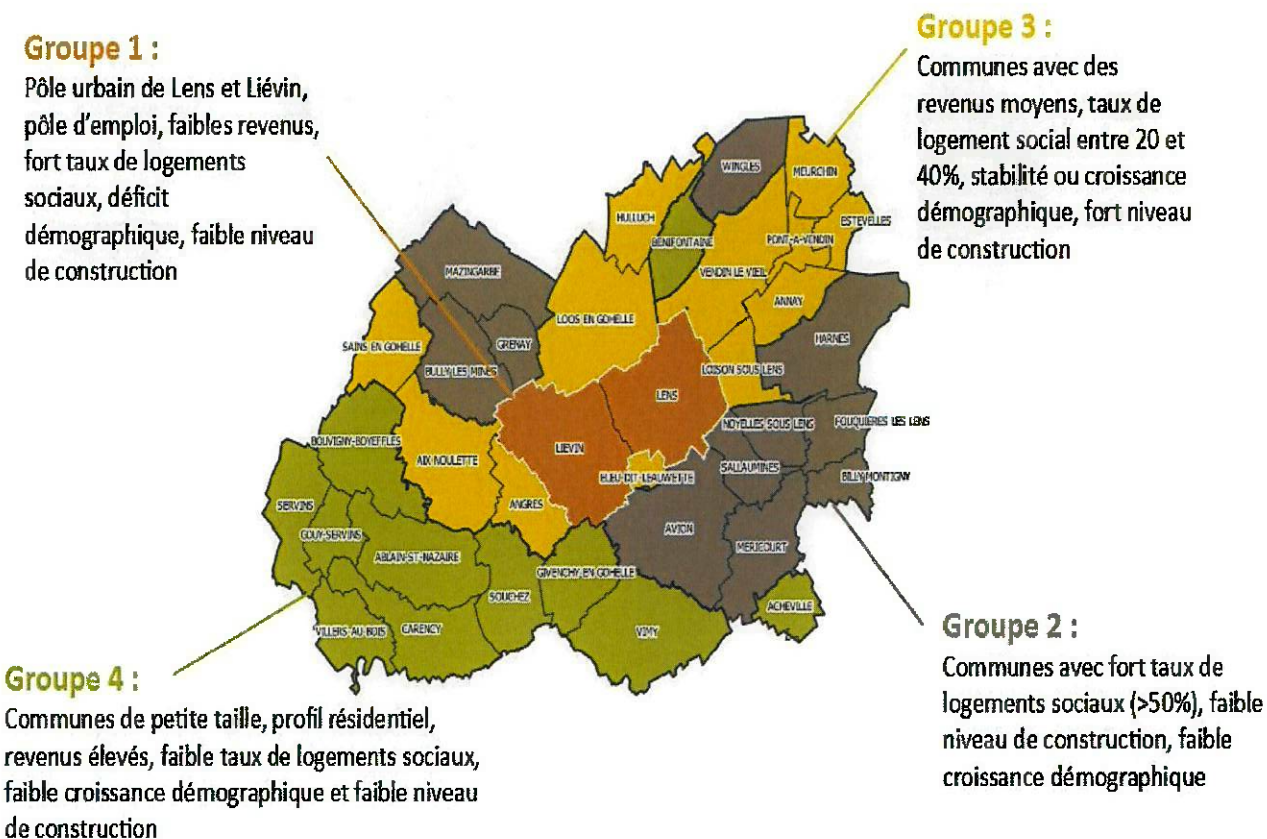 Groupe 1 :
Pôle urbain de Lens et Liévin,
pôle d'emploi, faibles revenus,
fort taux de logements
sociaux, déficit
démographique, faible niveau
de construction
Groupe 3 :
Communes avec des
revenus moyens, taux de
logement social entre 20 et
40%, stabilité ou croissance
démographique, fort niveau
de construction
WINGLES
MEURCHIN
HULLUCH
ESTEVELLES
BENIFONTAINE
PONT-A-VENDIN
VENDIN LE VIEIL
MAZINGARBE
ANNAY
LOOS EN GOHELLE
HARNES
SAINS EN GOHELLE
GRENAY
BULLY LES MINES
LOISON SOUS LENS
LENS
NOYELLES SOUS LENS
FOUQUIERES LES LENS
BOUVIGNY-BOYEFFLES
LIEVIN
AIX NOULETTE
SALLAUMINES
ELEU-DIT-LEAUWETTE
BILLY MONTIGNY
ANGRES
SERVINS
AVION
GOUY-SERVINS
MERICOURT
ABLAIN-ST-NAZAIRE
GIVENCHY EN GOHELLE
SOUCHEZ
ACHEVILLE
VILLERS-AU-BOIS
CARENCY
VIMY
Groupe 2 :
Communes avec fort taux de
logements sociaux (>50%), faible
niveau de construction, faible
croissance démographique
Groupe 4 :
Communes de petite taille, profil résidentiel,
revenus élevés, faible taux de logements sociaux,
faible croissance démographique et faible niveau
de construction